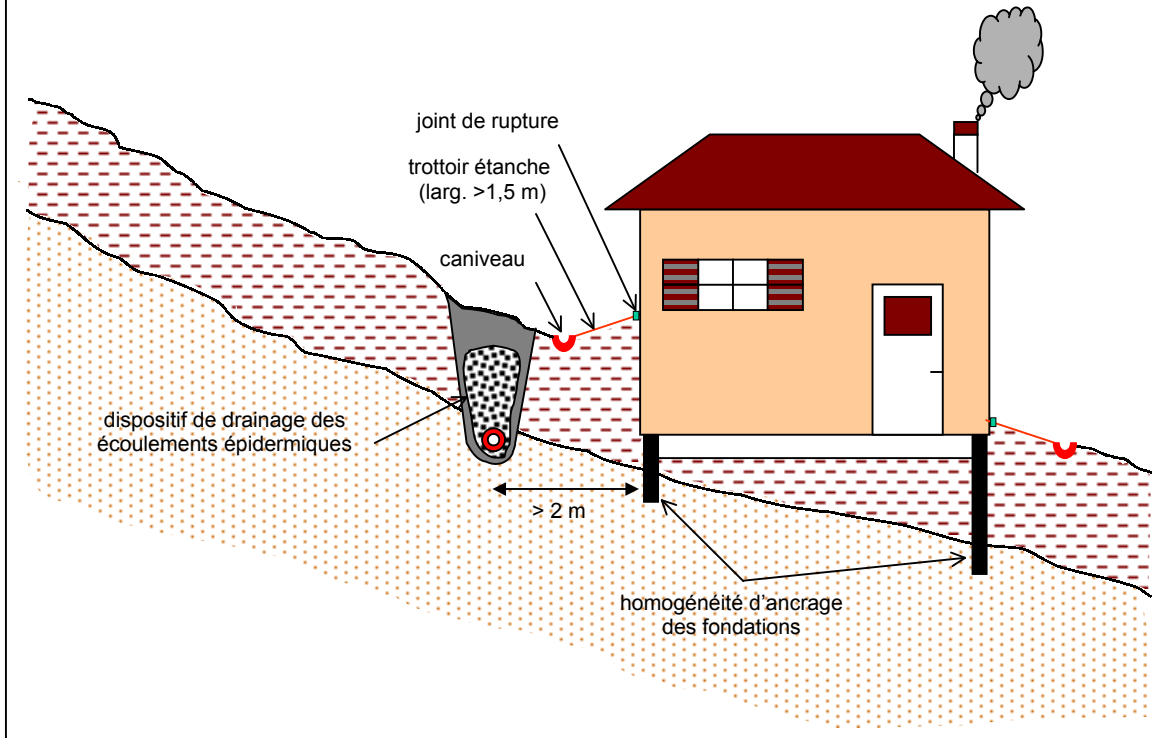 joint de rupture
trottoir étanche
(larg. >1,5 m)
caniveau
dispositif de drainage des
écoulements épidermiques
> 2 m
homogénéité d'ancrage
des fondations